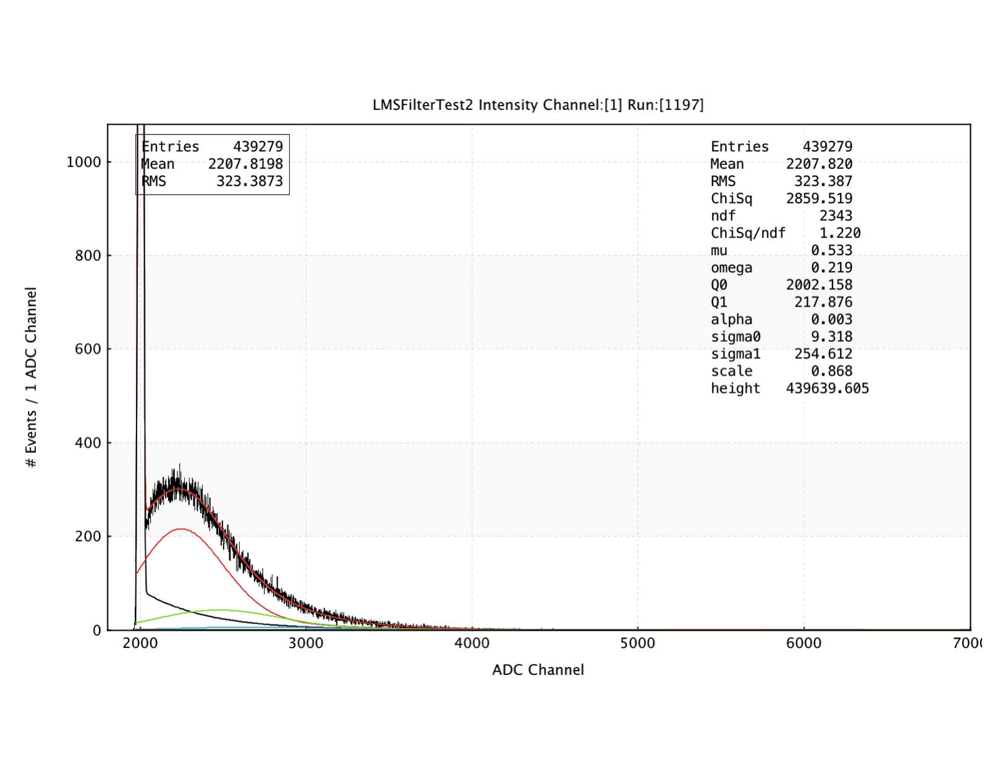 LMSFilterTest2 Intensity Channel:[1] Run:[1197]
Entries 439279
Mean 2207.8198
RMS 323.3873
Entries 439279
Mean 2207.820
RMS 323.387
ChiSq 2859.519
ndf 2343
ChiSq/ndf 1.220
mu 0.533
omega 0.219
Q0 2002.158
Q1 217.876
alpha 0.003
sigma0 9.318
sigma1 254.612
scale 0.868
height 439639.605
# Events / 1 ADC Channel
1000
800
600
400
200
0
2000 3000 4000 5000 6000 700
ADC Channel